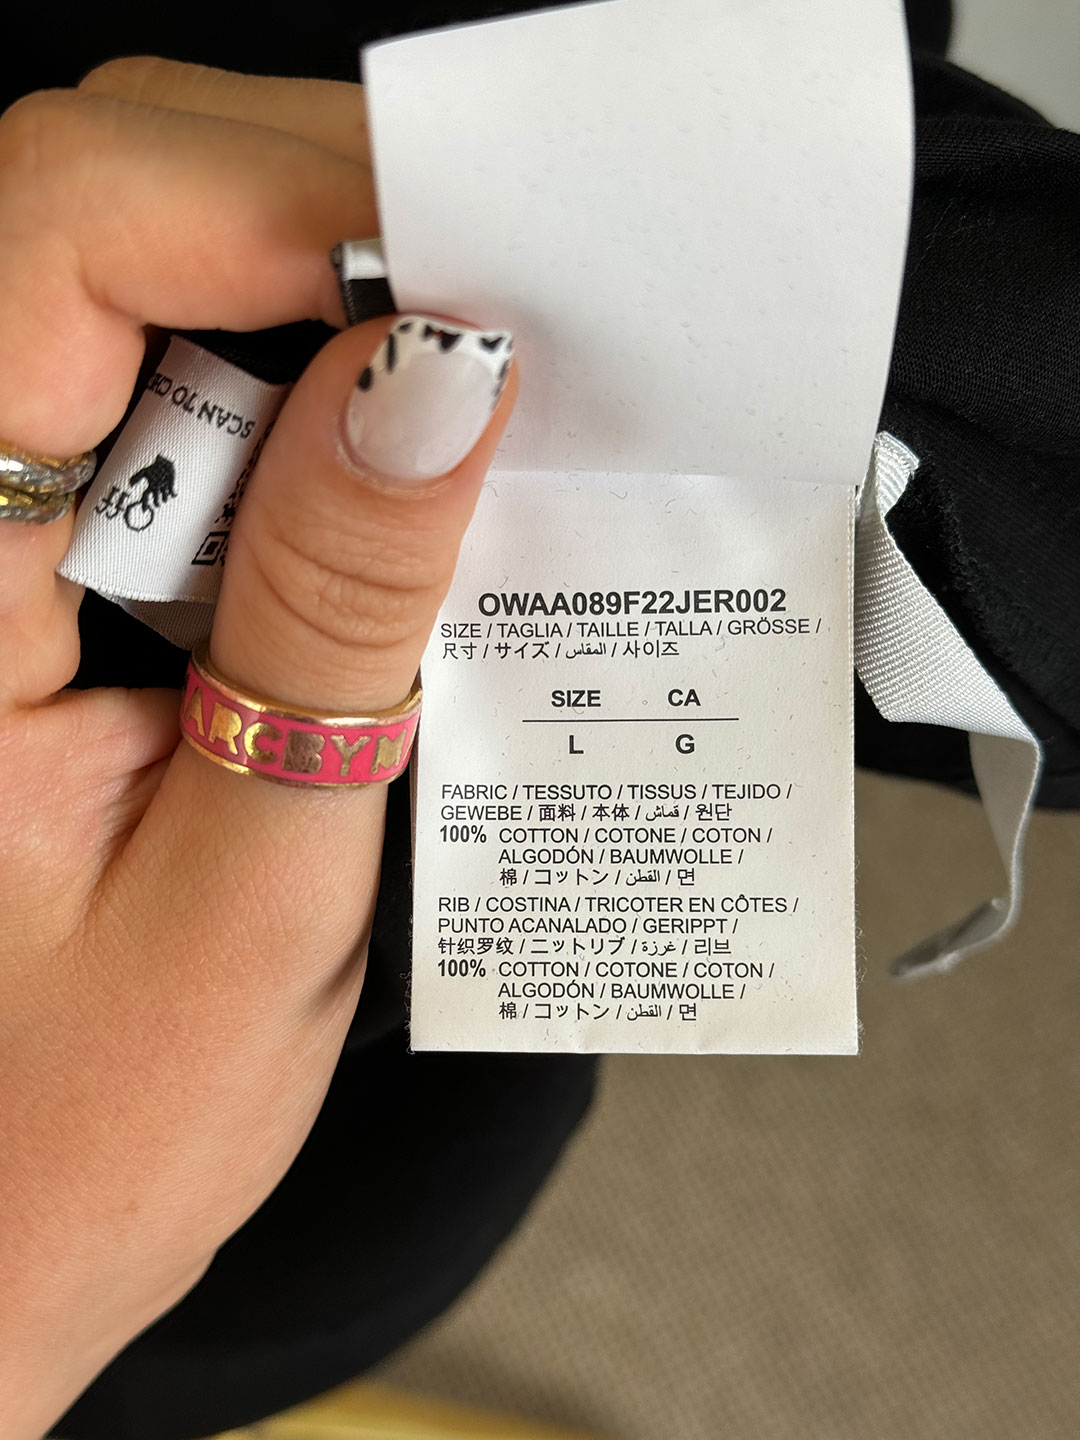 SCAN TO
OFF
ARCBYM
OWAA089F22JER002
SIZE / TAGLIA / TAILLE / TALLA / GRÖSSE /
尺寸 / サイズ / المقاس / 사이즈
SIZE CA
L G
FABRIC / TESSUTO / TISSUS / TEJIDO /
GEWEBE / 面料 / 本体 / قماش / 원단
100% COTTON / COTONE / COTON /
ALGODÓN / BAUMWOLLE /
棉 / コットン / القطن / 면
RIB / COSTINA / TRICOTER EN CÔTES /
PUNTO ACANALADO / GERIPPT /
针织罗纹 / ニットリブ / غرزة / 리브
100% COTTON / COTONE / COTON /
ALGODÓN / BAUMWOLLE /
棉 / コットン / القطن / 면